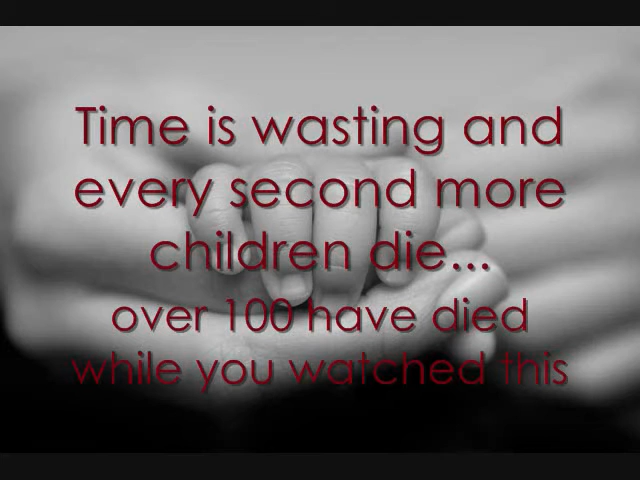 Time is wasting and
every second more
children die...
over 100 have died
while you watched this